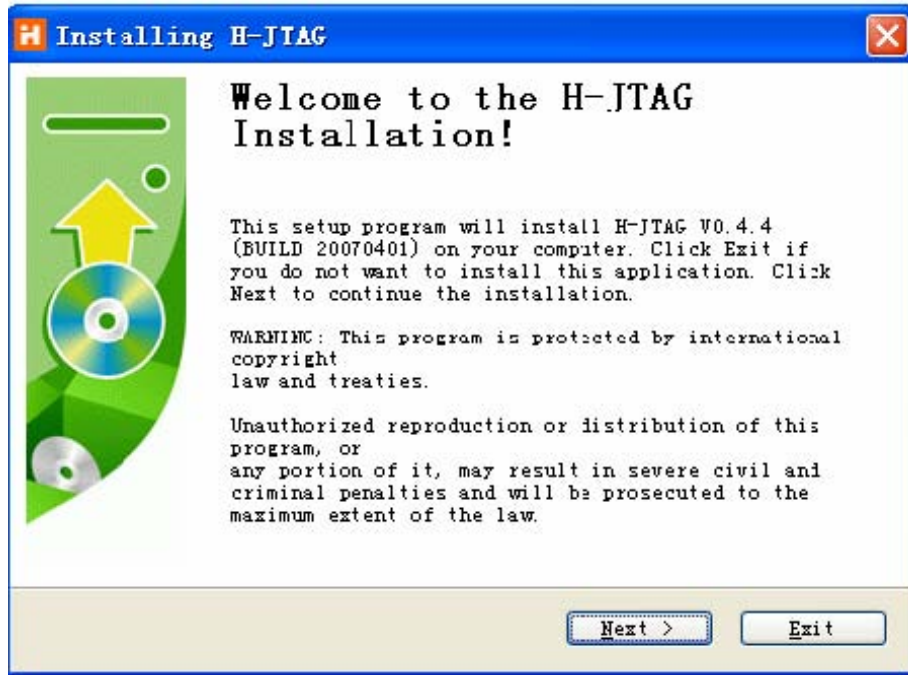 Installing H-JTAG
Welcome to the H-JTAG
Installation!
This setup program will install H-JTAG V0.4.4
(BUILD 20070401) on your computer. Click Exit if
you do not want to install this application. Click
Next to continue the installation.
WARNING: This program is protected by international
copyright
law and treaties.
Unauthorized reproduction or distribution of this
program, or
any portion of it, may result in severe civil and
criminal penalties and will be prosecuted to the
maximum extent of the law.
Next >
Exit